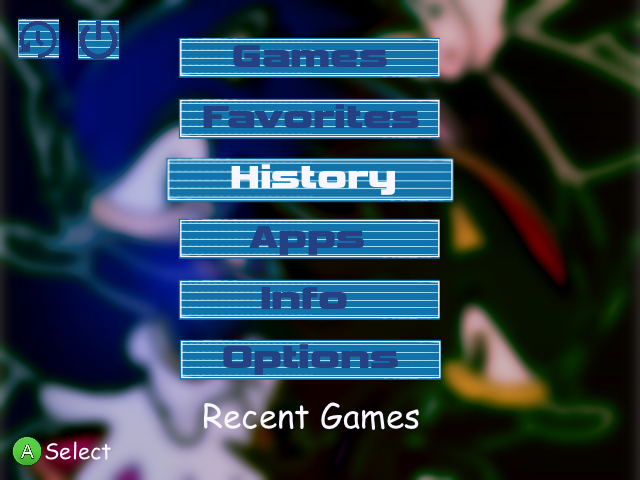 Games
Favorites
History
Apps
Info
Options
Recent Games
A Select